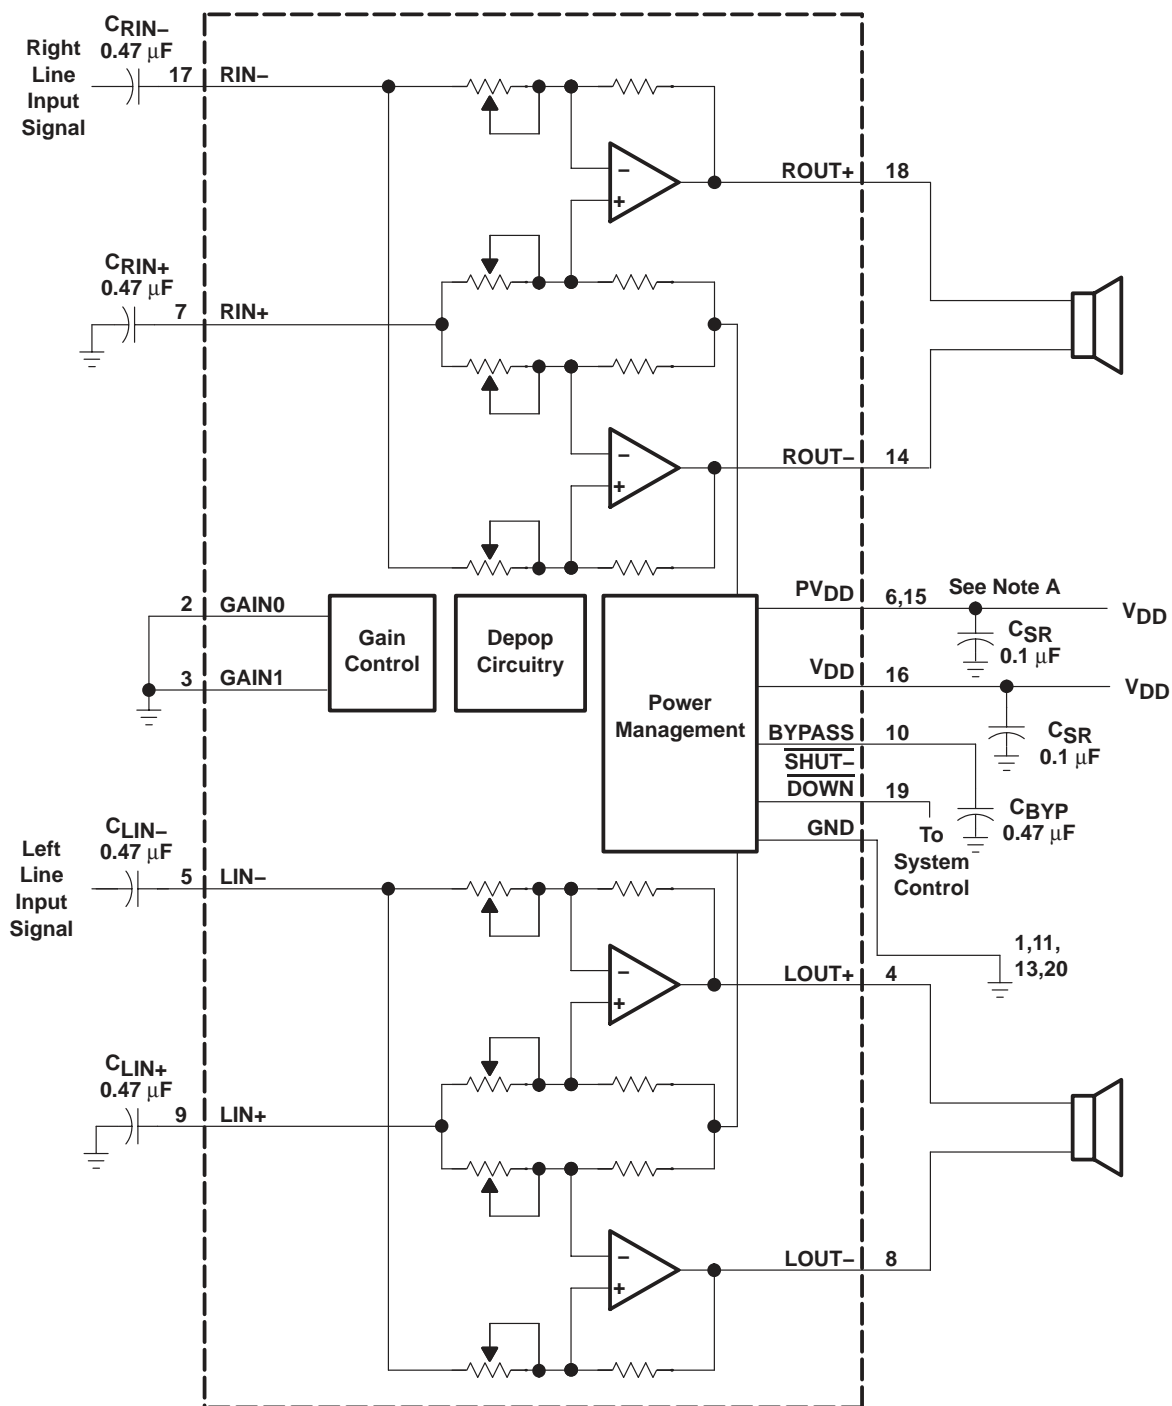 Right
Line
Input
Signal
CRIN–
0.47 μF
17 RIN–
–
+
ROUT+ 18
CRIN+
0.47 μF
7 RIN+
–
+
ROUT– 14
2 GAIN0
3 GAIN1
Gain
Control
Depop
Circuitry
Power
Management
PVDD 6,15 See Note A
VDD
CSR
0.1 μF
VDD 16
VDD
CSR
0.1 μF
BYPASS 10
SHUT–
DOWN 19
CBYP
0.47 μF
GND
To
System
Control
1,11,
13,20
Left
Line
Input
Signal
CLIN–
0.47 μF
5 LIN–
–
+
LOUT+ 4
CLIN+
0.47 μF
9 LIN+
–
+
LOUT– 8